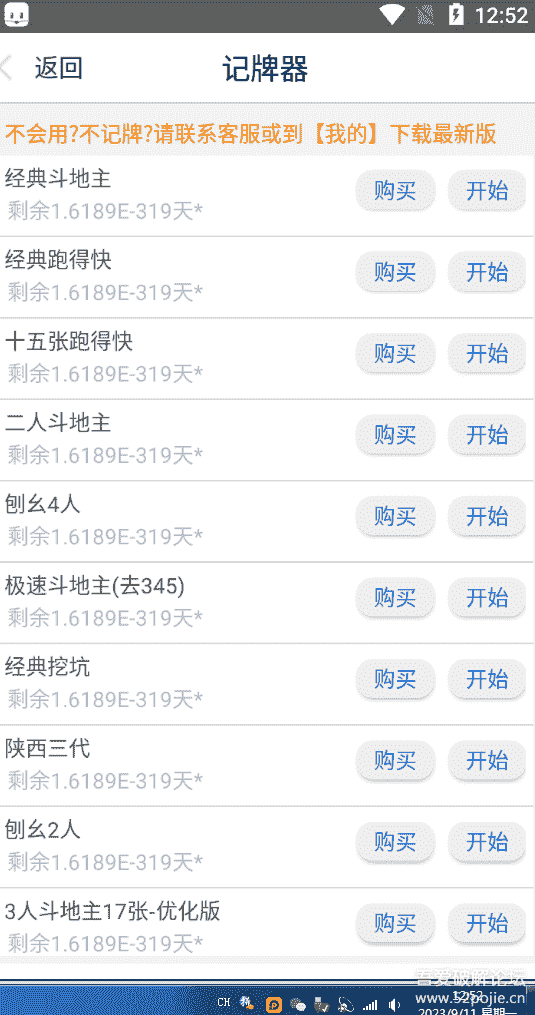 12:52
返回
记牌器
不会用?不记牌?请联系客服或到【我的】下载最新版
经典斗地主
购买
开始
剩余1.6189E-319天*
经典跑得快
购买
开始
剩余1.6189E-319天*
十五张跑得快
购买
开始
剩余1.6189E-319天*
二人斗地主
购买
开始
剩余1.6189E-319天*
刨幺4人
购买
开始
剩余1.6189E-319天*
极速斗地主(去345)
购买
开始
剩余1.6189E-319天*
经典挖坑
购买
开始
剩余1.6189E-319天*
陕西三代
购买
开始
剩余1.6189E-319天*
刨幺2人
购买
开始
剩余1.6189E-319天*
3人斗地主17张-优化版
购买
开始
剩余1.6189E-319天*
吾爱破解论坛
www.52pojie.cn
CH
12:52
2023/9/11 星期一